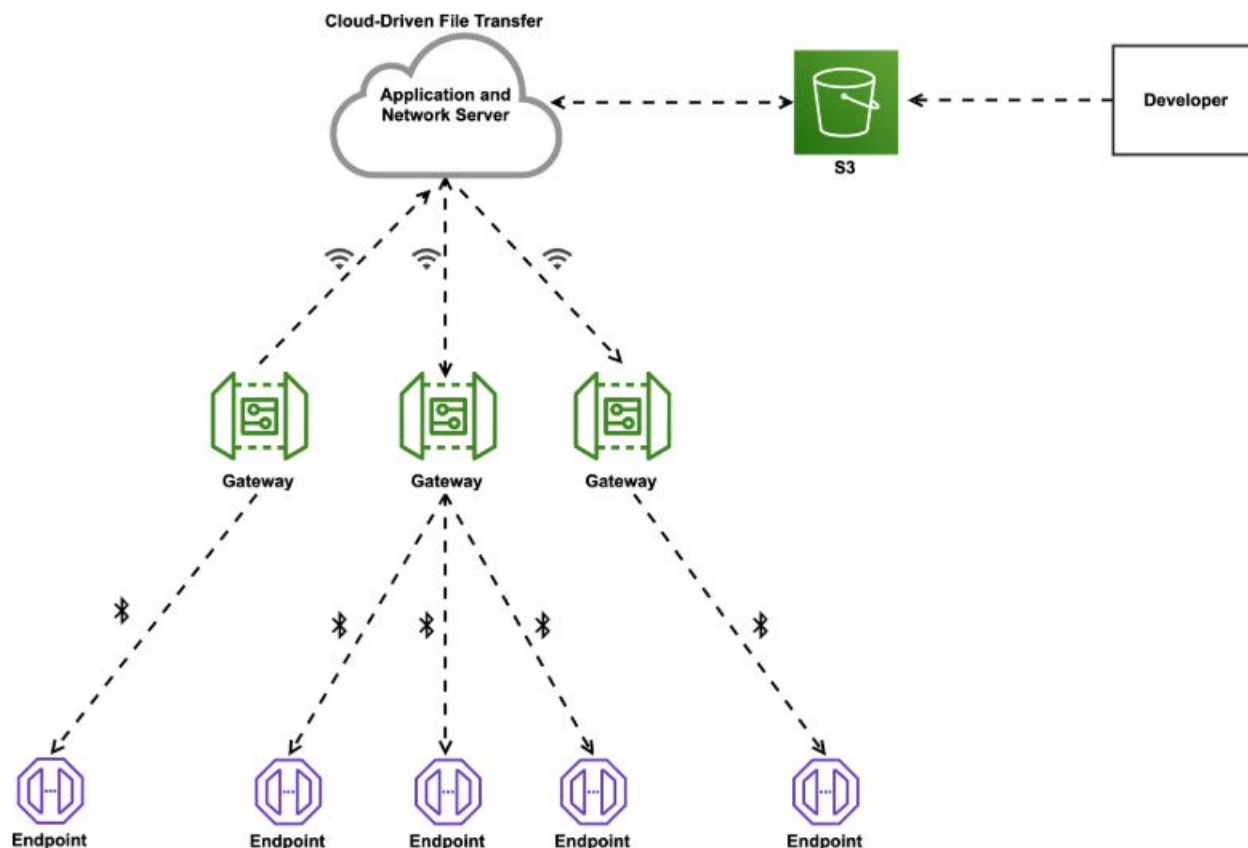 Cloud-Driven File Transfer
Application and
Network Server
S3
Developer
Gateway
Gateway
Gateway
Endpoint
Endpoint
Endpoint
Endpoint
Endpoint